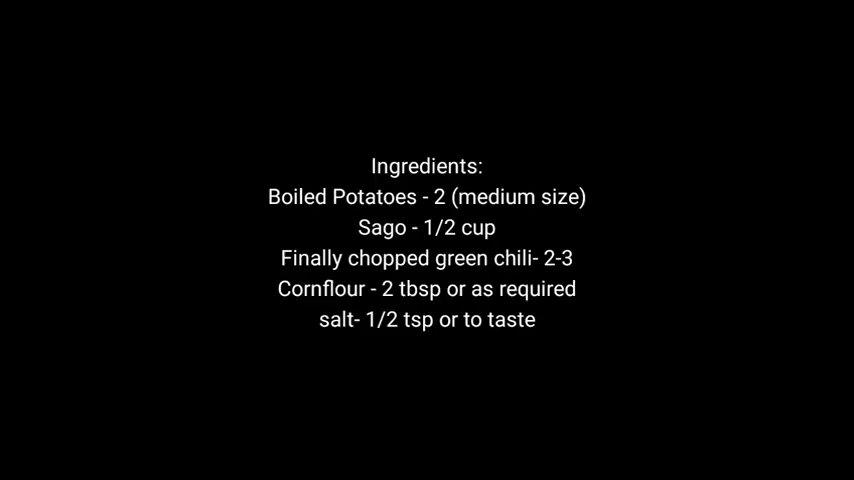 Ingredients:
Boiled Potatoes - 2 (medium size)
Sago - 1/2 cup
Finally chopped green chili- 2-3
Cornflour - 2 tbsp or as required
salt- 1/2 tsp or to taste